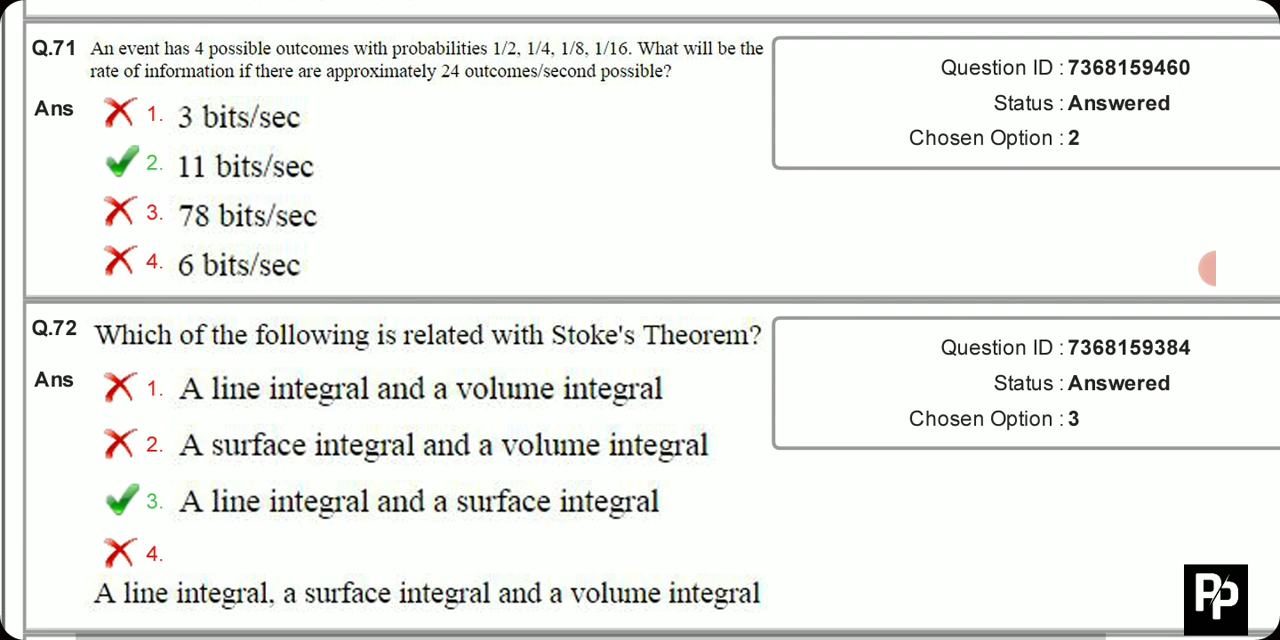 Q.71 An event has 4 possible outcomes with probabilities 1/2, 1/4, 1/8, 1/16. What will be the
rate of information if there are approximately 24 outcomes/second possible?
Question ID : 7368159460
Status : Answered
Chosen Option : 2
Ans 1. 3 bits/sec
2. 11 bits/sec
3. 78 bits/sec
4. 6 bits/sec
Q.72 Which of the following is related with Stoke's Theorem?
Question ID : 7368159384
Status : Answered
Chosen Option : 3
Ans 1. A line integral and a volume integral
2. A surface integral and a volume integral
3. A line integral and a surface integral
4.
A line integral, a surface integral and a volume integral
Pp